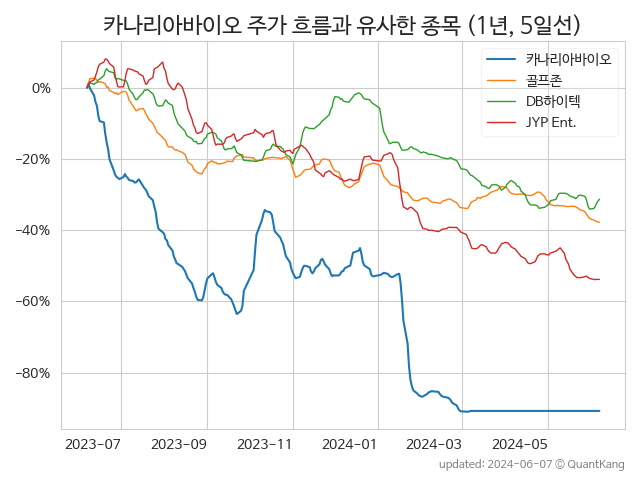 카나리아바이오 주가 흐름과 유사한 종목 (1년, 5일선)
카나리아바이오
골프존
DB하이텍
JYP Ent.
0%
−20%
−40%
−60%
−80%
2023-07 2023-09 2023-11 2024-01 2024-03 2024-05
updated: 2024-06-07 © QuantKang